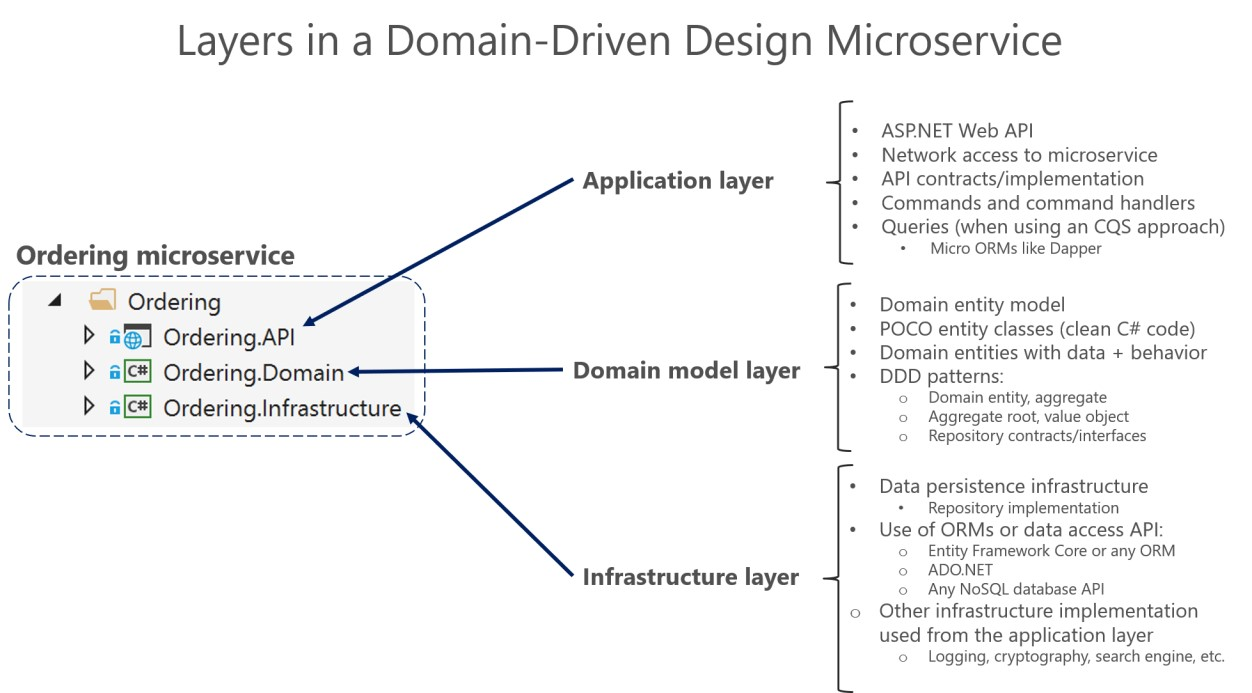 Layers in a Domain-Driven Design Microservice
Ordering microservice
Ordering
Ordering.API
C# Ordering.Domain
C# Ordering.Infrastructure
Application layer
• ASP.NET Web API
• Network access to microservice
• API contracts/implementation
• Commands and command handlers
• Queries (when using an CQS approach)
• Micro ORMs like Dapper
Domain model layer
• Domain entity model
• POCO entity classes (clean C# code)
• Domain entities with data + behavior
• DDD patterns:
o Domain entity, aggregate
o Aggregate root, value object
o Repository contracts/interfaces
Infrastructure layer
• Data persistence infrastructure
• Repository implementation
• Use of ORMs or data access API:
o Entity Framework Core or any ORM
o ADO.NET
o Any NoSQL database API
o Other infrastructure implementation
used from the application layer
o Logging, cryptography, search engine, etc.